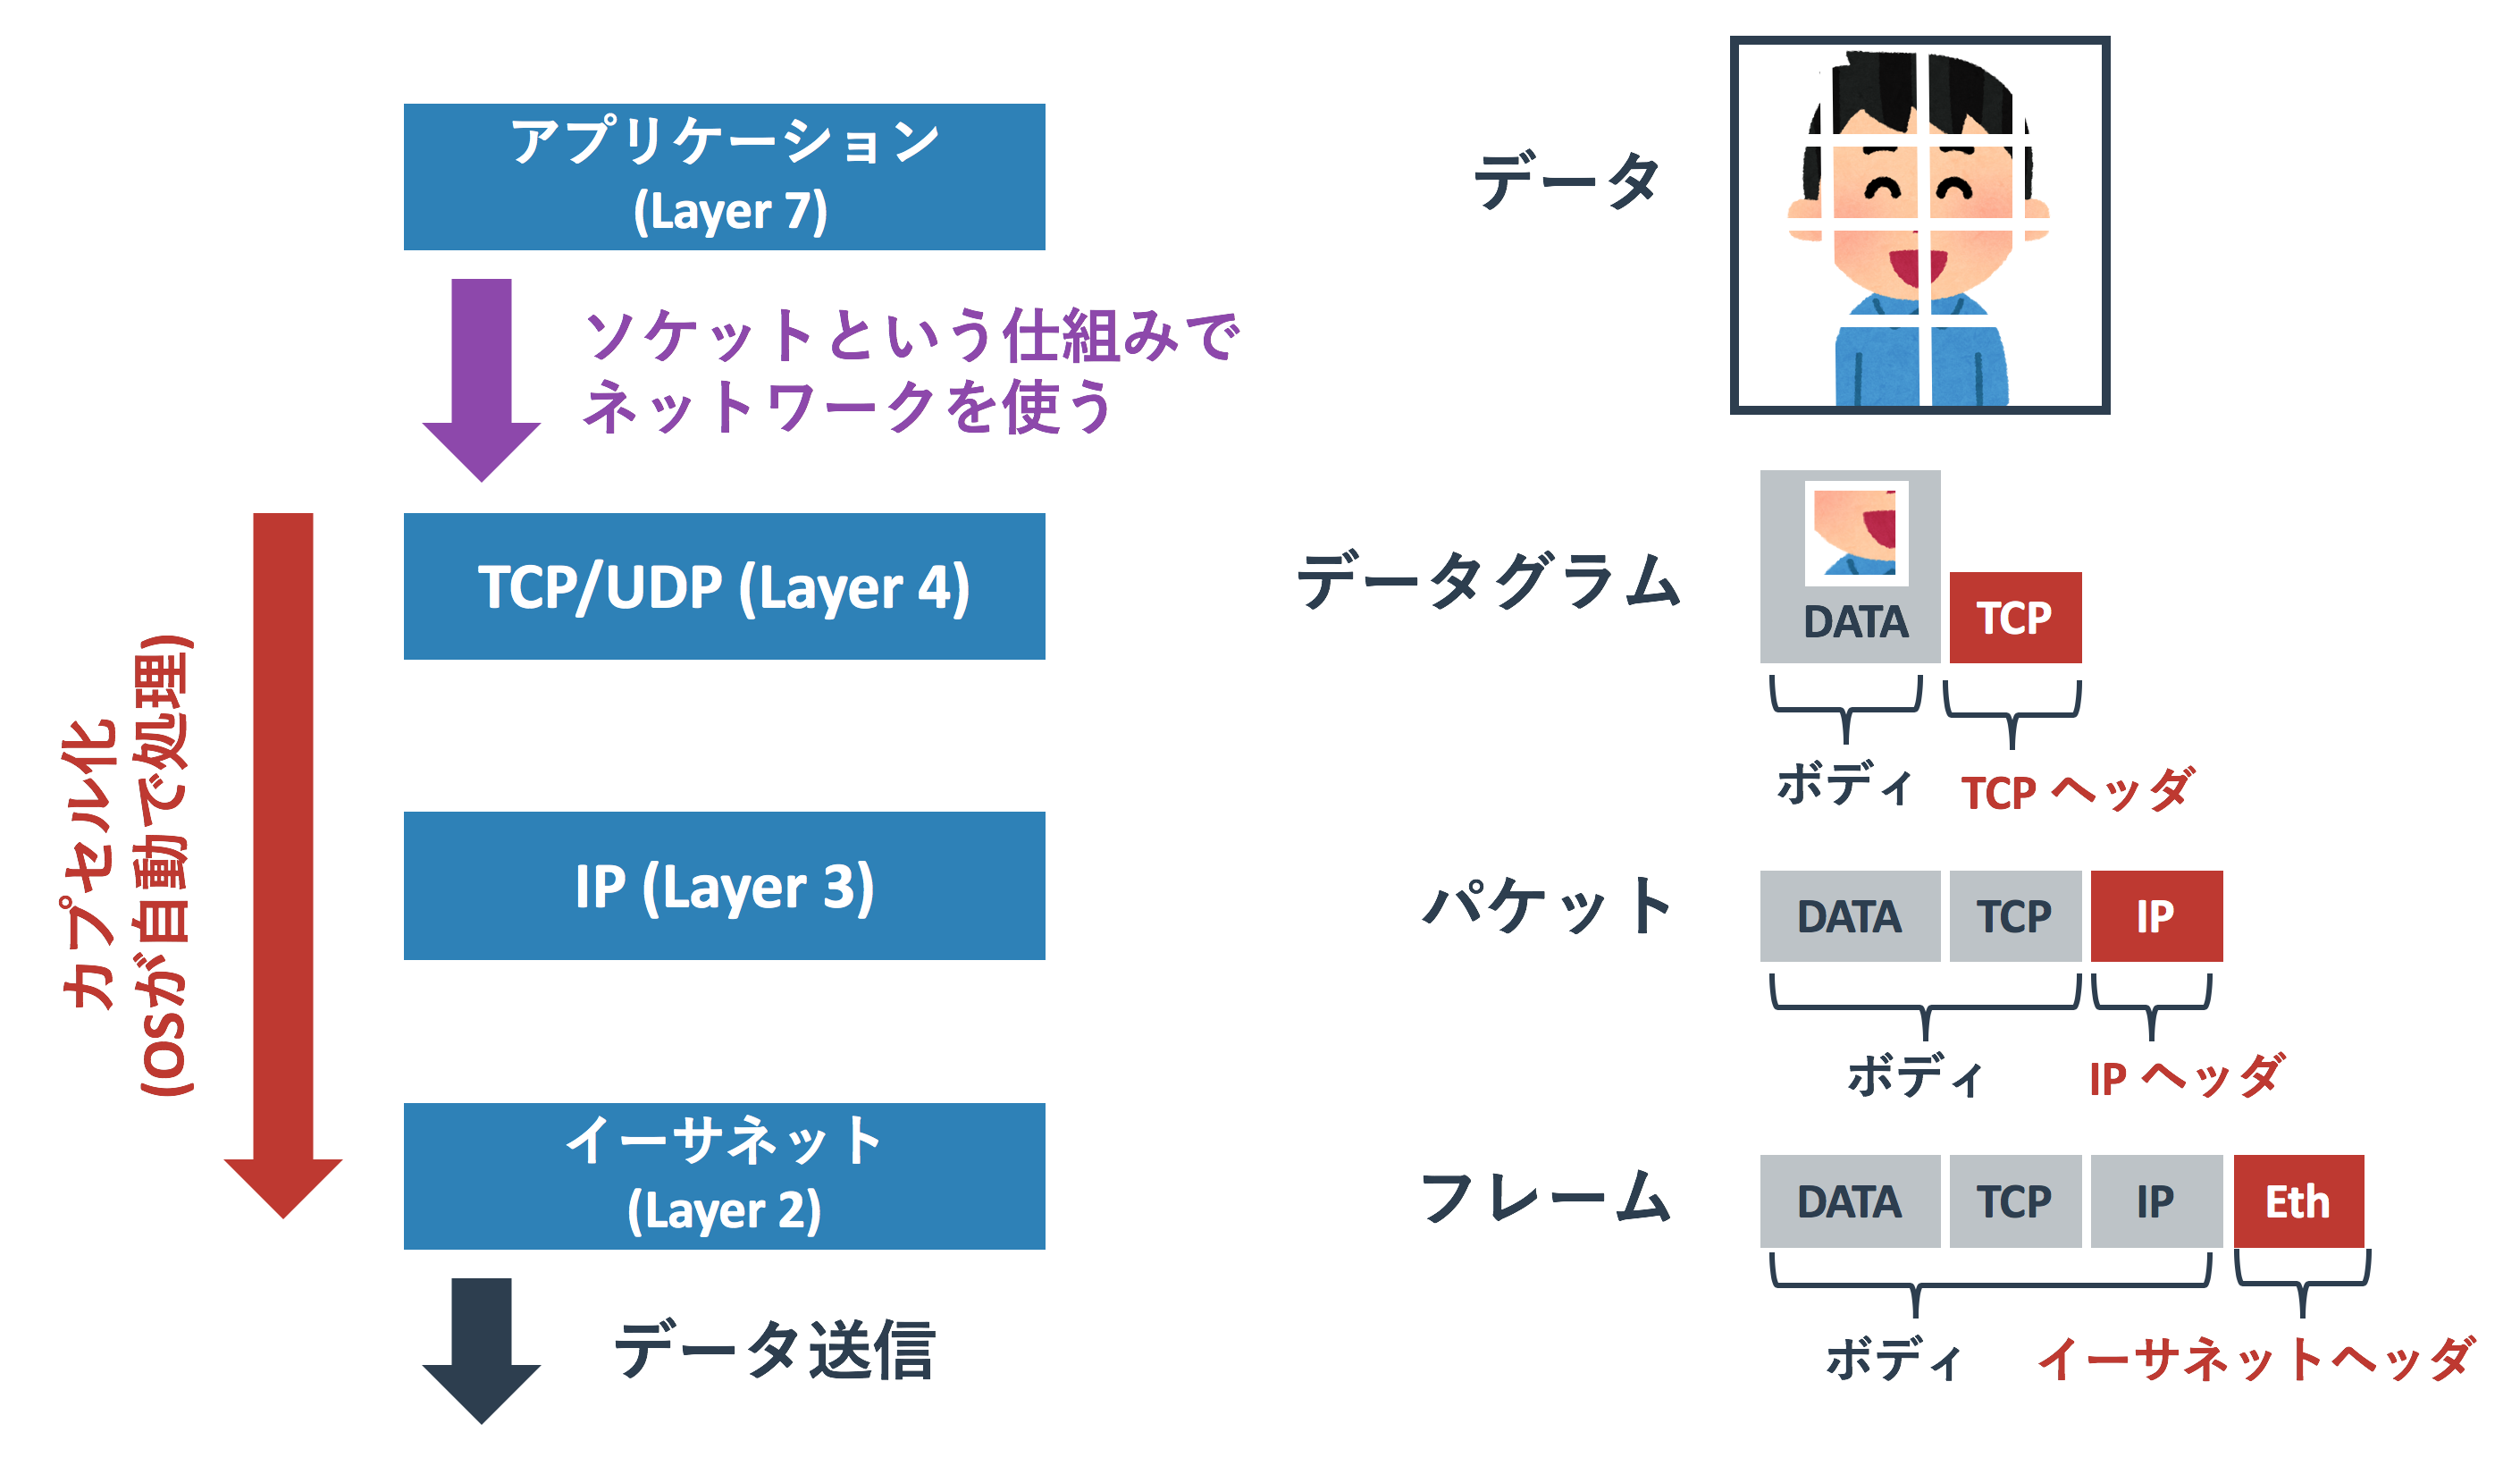 アプリケーション
(Layer 7)
データ
ソケットという仕組みで
ネットワークを使う
カプセル化
(OSが自動で処理)
TCP/UDP (Layer 4)
データグラム
DATA
TCP
ボディ
TCP ヘッダ
IP (Layer 3)
パケット
DATA
TCP
IP
ボディ
IP ヘッダ
イーサネット
(Layer 2)
フレーム
DATA
TCP
IP
Eth
ボディ
イーサネットヘッダ
データ送信